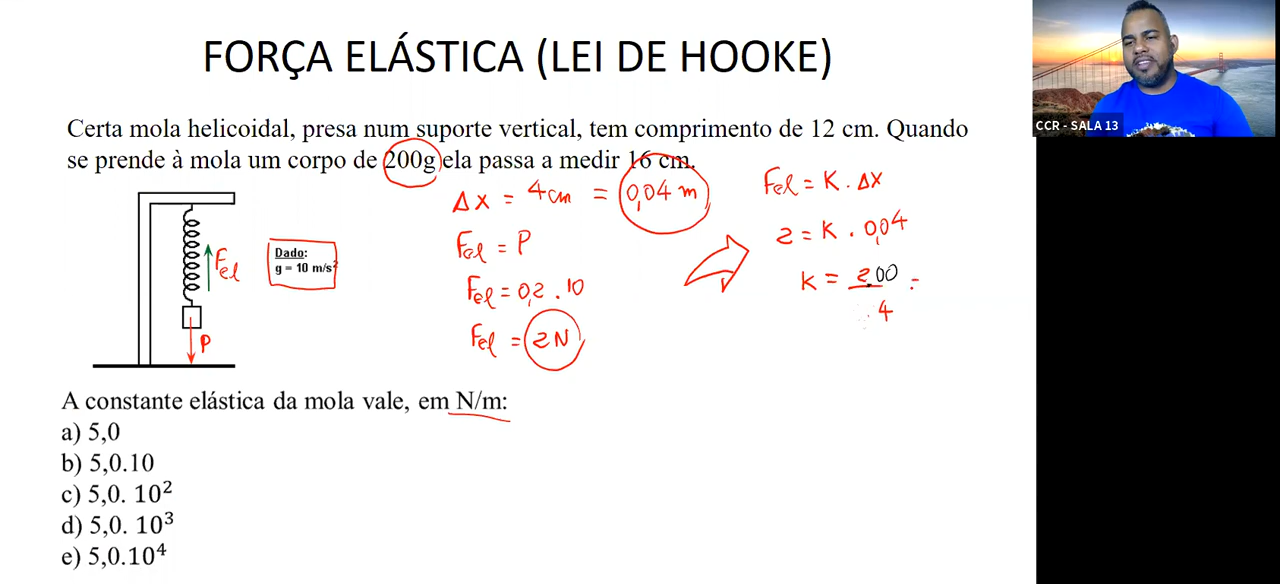 FORÇA ELÁSTICA (LEI DE HOOKE)
CCR - SALA 13
Certa mola helicoidal, presa num suporte vertical, tem comprimento de 12 cm. Quando
se prende à mola um corpo de 200g ela passa a medir 16 cm.
Δx = 4cm = 0,04 m
Fel = P
Fel = 0,2 . 10
Fel = 2N
Fel = K . Δx
2 = K . 0,04
K = 2,00 =
4
Fel
Dado:
g = 10 m/s²
P
A constante elástica da mola vale, em N/m:
a) 5,0
b) 5,0.10
c) 5,0. 10²
d) 5,0. 10³
e) 5,0.10⁴